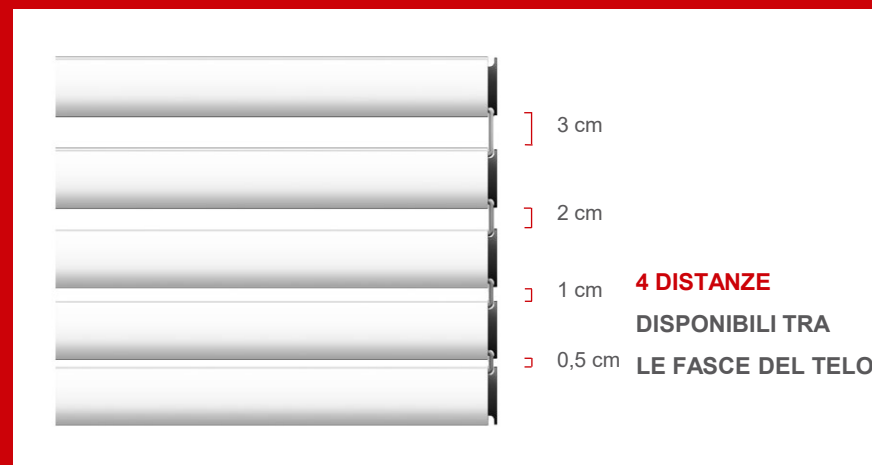 3 cm
2 cm
1 cm
0,5 cm
4 DISTANZE
DISPONIBILI TRA
LE FASCE DEL TELO